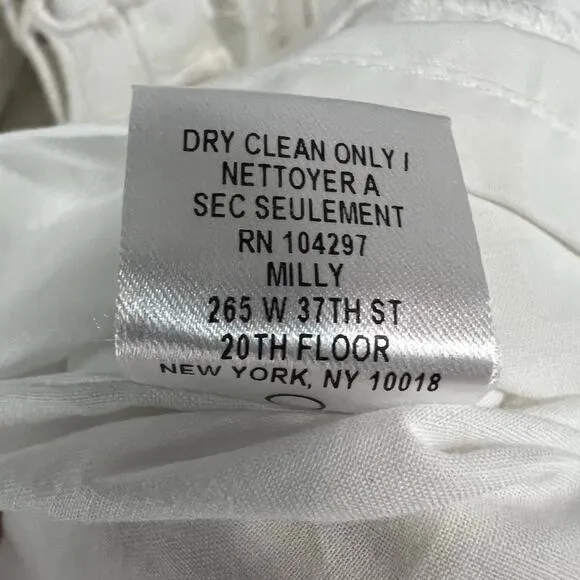 DRY CLEAN ONLY /
NETTOYER A
SEC SEULEMENT
RN 104297
MILLY
265 W 37TH ST
20TH FLOOR
NEW YORK, NY 10018